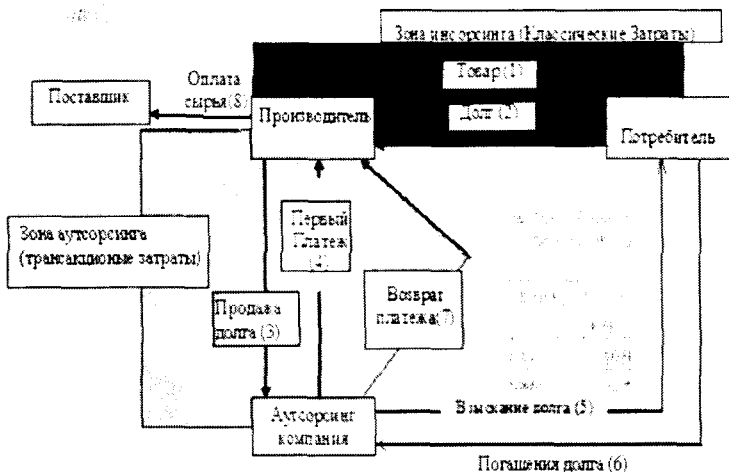 Зона инсорсинга (Классические Затраты)
Товар (1)
Оплата
сырья(8)
Поставщик
Производитель
Долг (2)
Потребитель
Первый
Платеж
(4)
Зона аутсорсинга
(трансакционые затраты)
Возврат
платежа(7)
Продажа
долга (3)
Аутсорсинг
компания
Взыскание долга (5)
Погашения долга (6)